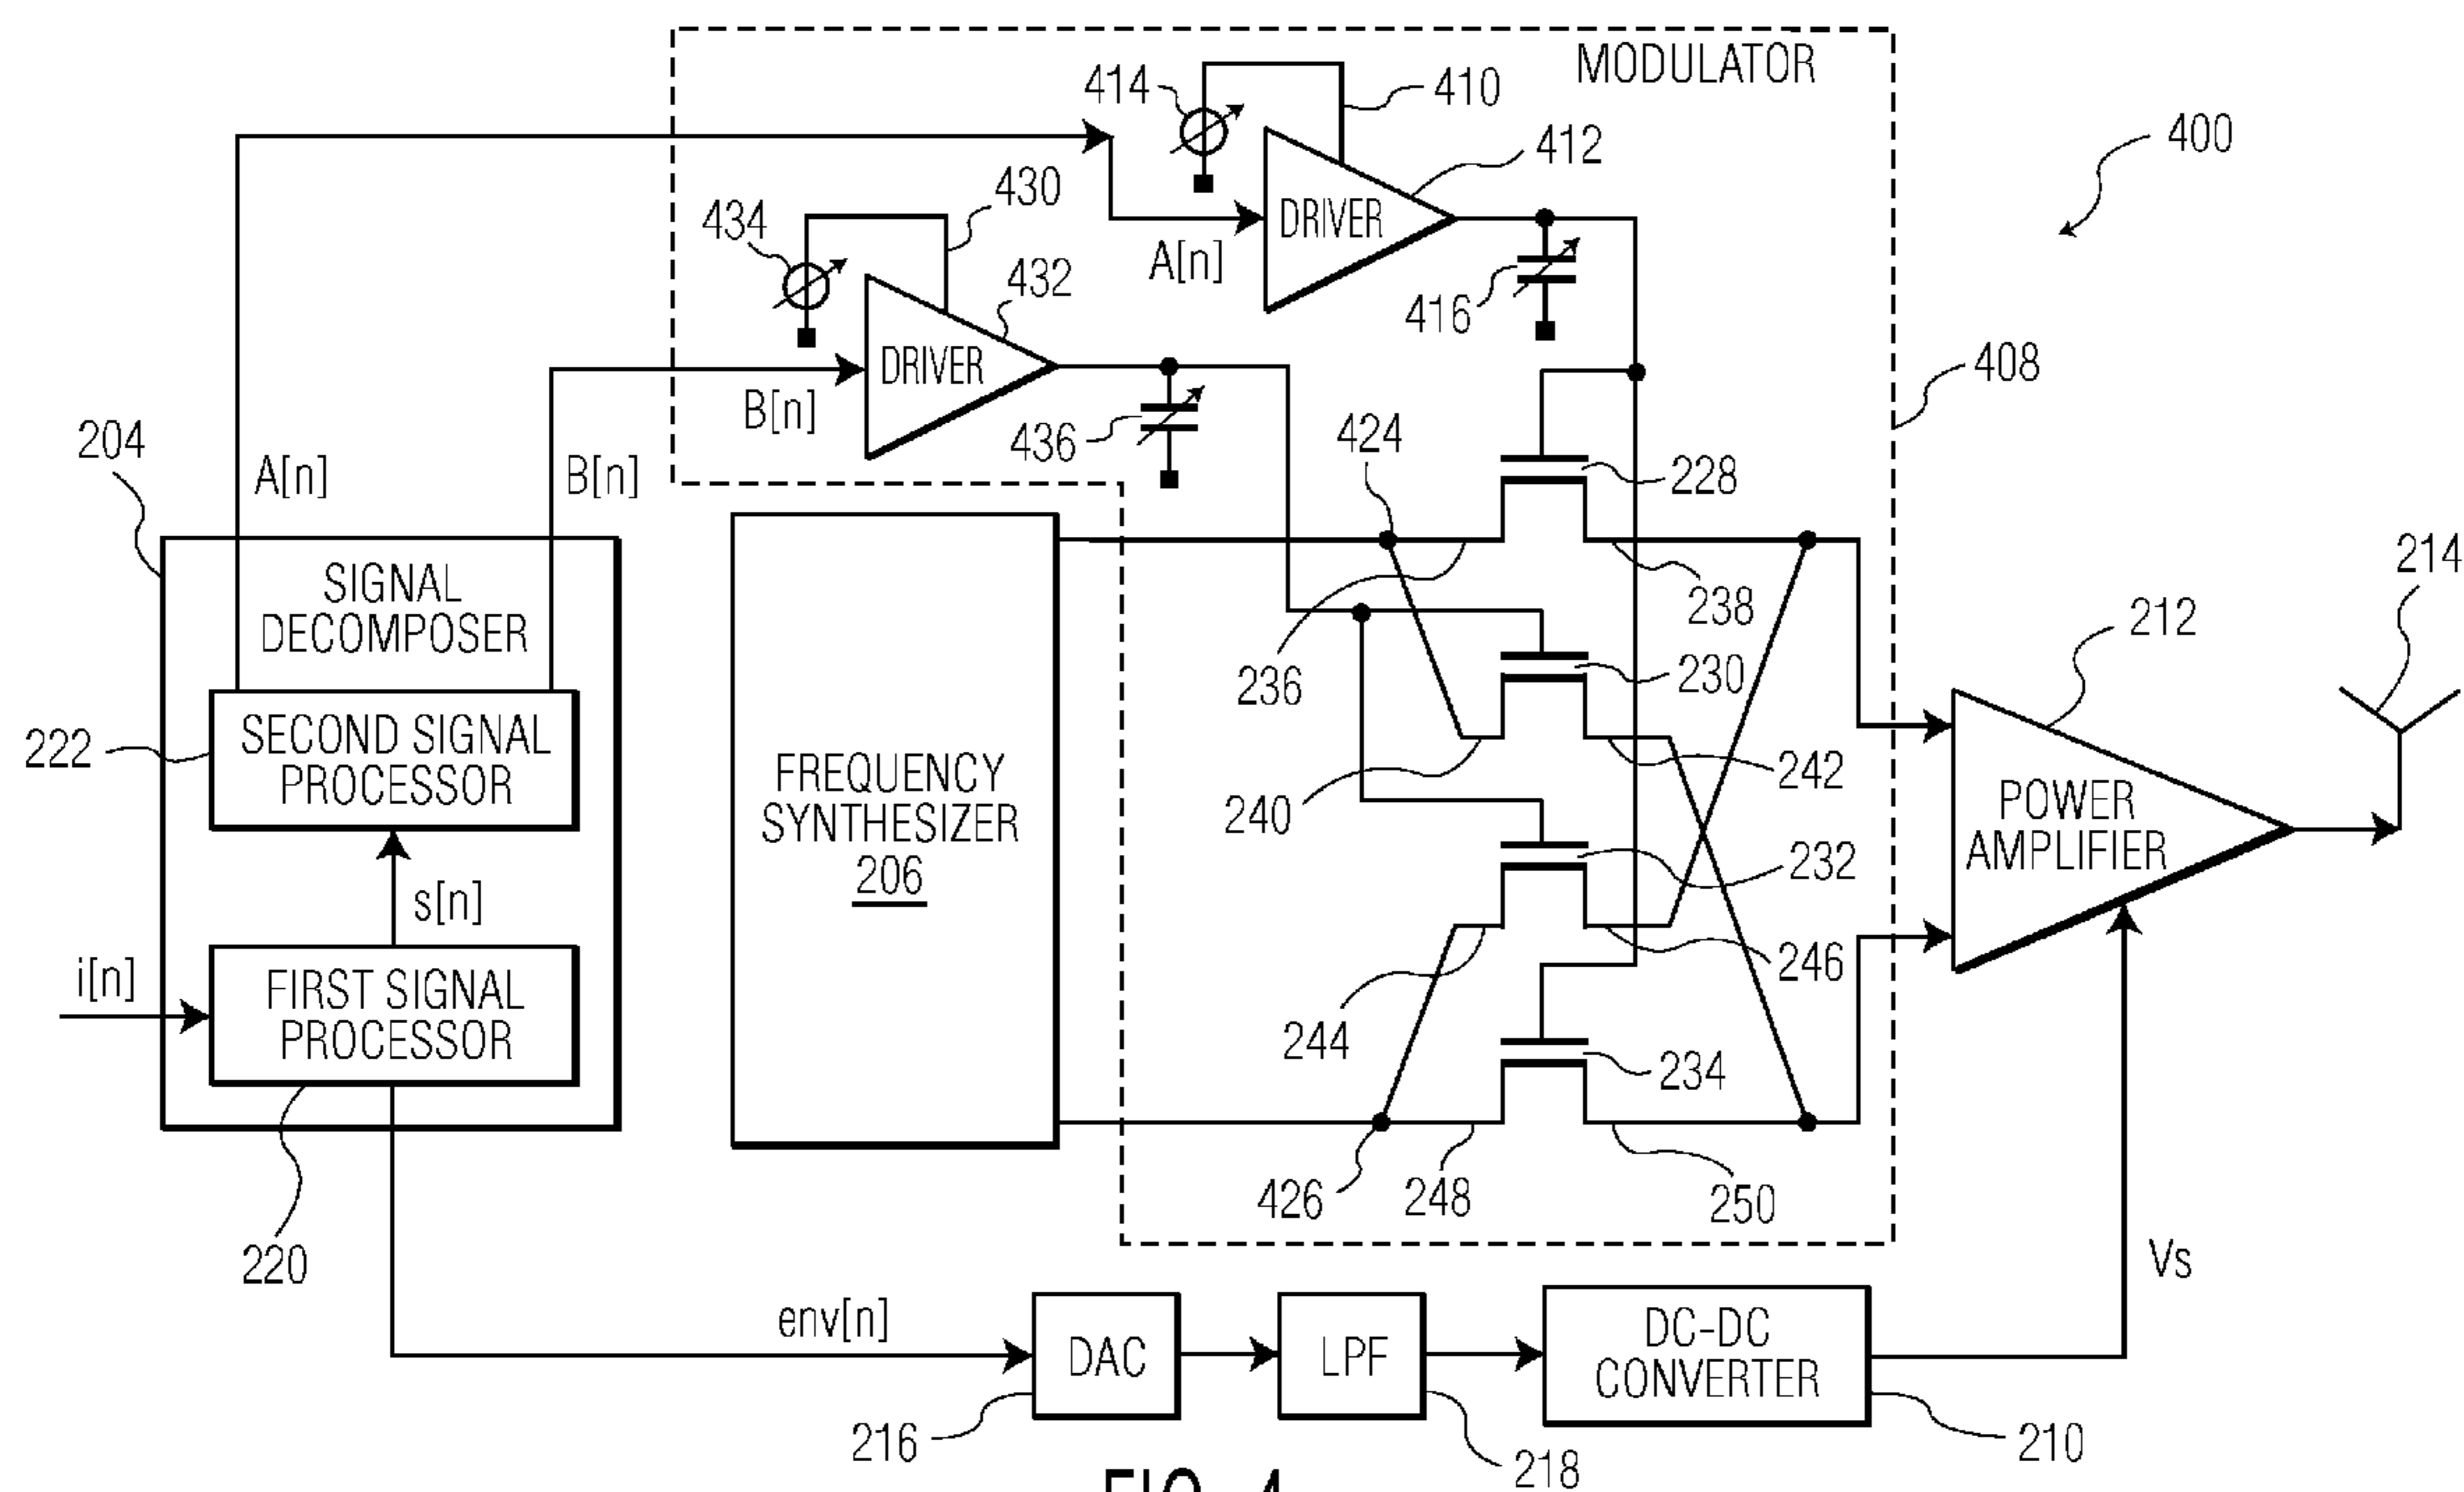 MODULATOR
414
410
412
400
DRIVER
A[n]
416
434
430
432
DRIVER
B[n]
436
408
424
204
A[n]
B[n]
228
SIGNAL
DECOMPOSER
238
214
236
230
212
222
SECOND SIGNAL
PROCESSOR
FREQUENCY
SYNTHESIZER
206
240
242
POWER
AMPLIFIER
232
s[n]
i[n]
FIRST SIGNAL
PROCESSOR
244
246
234
426
248
250
220
Vs
env[n]
DAC
LPF
DC-DC
CONVERTER
216
218
210